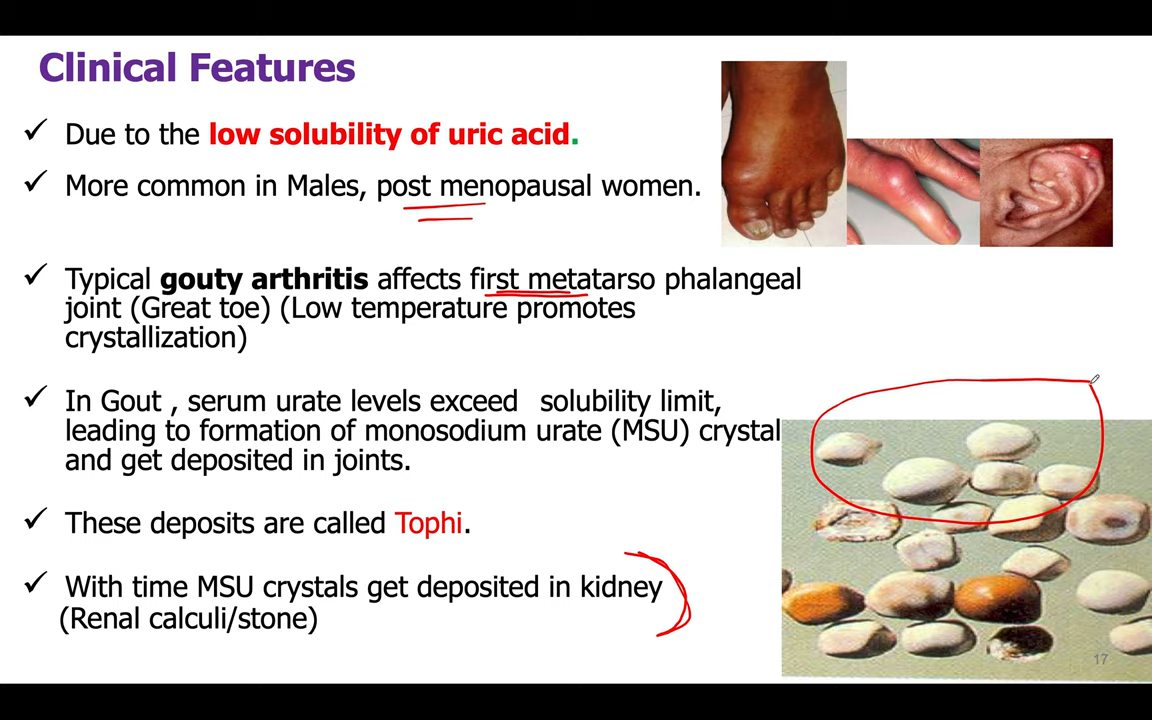 Clinical Features
✓ Due to the low solubility of uric acid.
✓ More common in Males, post menopausal women.
✓ Typical gouty arthritis affects first metatarso phalangeal
joint (Great toe) (Low temperature promotes
crystallization)
✓ In Gout , serum urate levels exceed solubility limit,
leading to formation of monosodium urate (MSU) crystal
and get deposited in joints.
✓ These deposits are called Tophi.
✓ With time MSU crystals get deposited in kidney
(Renal calculi/stone)
17